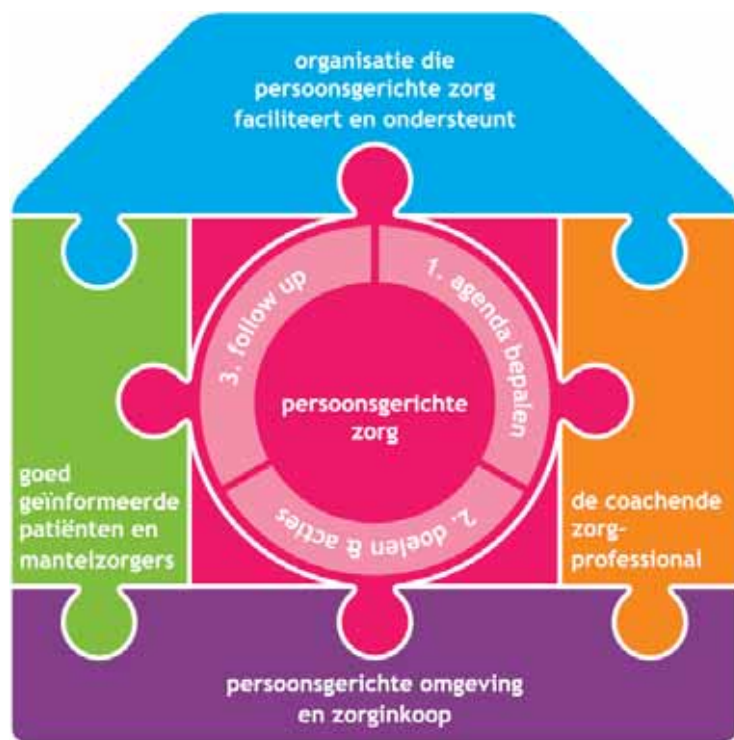 organisatie die
persoonsgerichte zorg
faciliteert en ondersteunt
1. agenda bepalen
2. doelen & acties
3. follow up
persoonsgerichte
zorg
goed
geïnformeerde
patiënten en
mantelzorgers
de coachende
zorg-
professional
persoonsgerichte omgeving
en zorginkoop